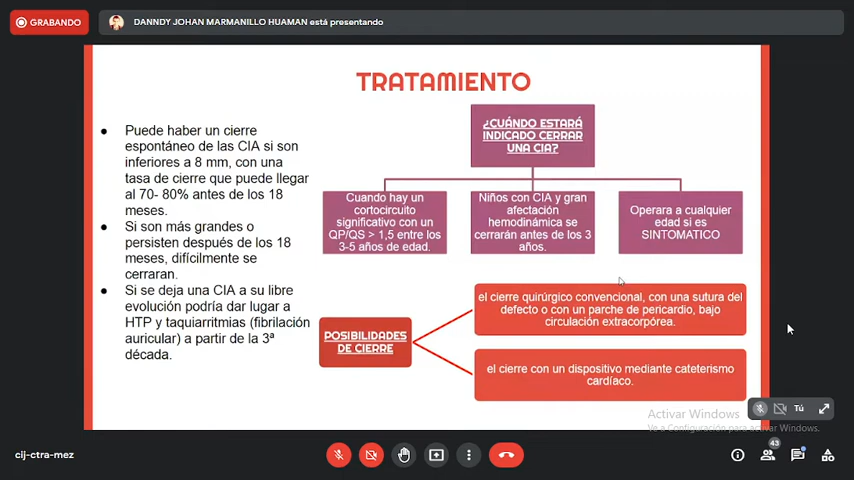 GRABANDO
DANNDY JOHAN MARMANILLO HUAMAN está presentando
TRATAMIENTO
Puede haber un cierre
espontáneo de las CIA si son
inferiores a 8 mm, con una
tasa de cierre que puede llegar
al 70- 80% antes de los 18
meses.
Si son más grandes o
persisten después de los 18
meses, difícilmente se
cerraran.
Si se deja una CIA a su libre
evolución podría dar lugar a
HTP y taquiarritmias (fibrilación
auricular) a partir de la 3ª
década.
¿CUÁNDO ESTARÁ
INDICADO CERRAR
UNA CIA?
Cuando hay un
cortocircuito
significativo con un
QP/QS > 1,5 entre los
3-5 años de edad.
Niños con CIA y gran
afectación
hemodinámica se
cerrarán antes de los 3
años.
Operara a cualquier
edad si es
SINTOMATICO
POSIBILIDADES
DE CIERRE
el cierre quirúrgico convencional, con una sutura del
defecto o con un parche de pericardio, bajo
circulación extracorpórea.
el cierre con un dispositivo mediante cateterismo
cardíaco.
Tú
Activar Windows
Ve a Configuración para activar Windows.
cij-ctra-mez
43